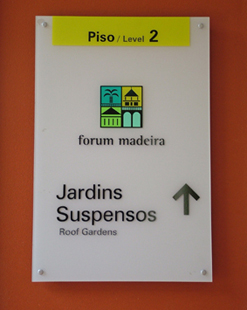 Piso / Level 2
forum madeira
Jardins
Suspensos
Roof Gardens